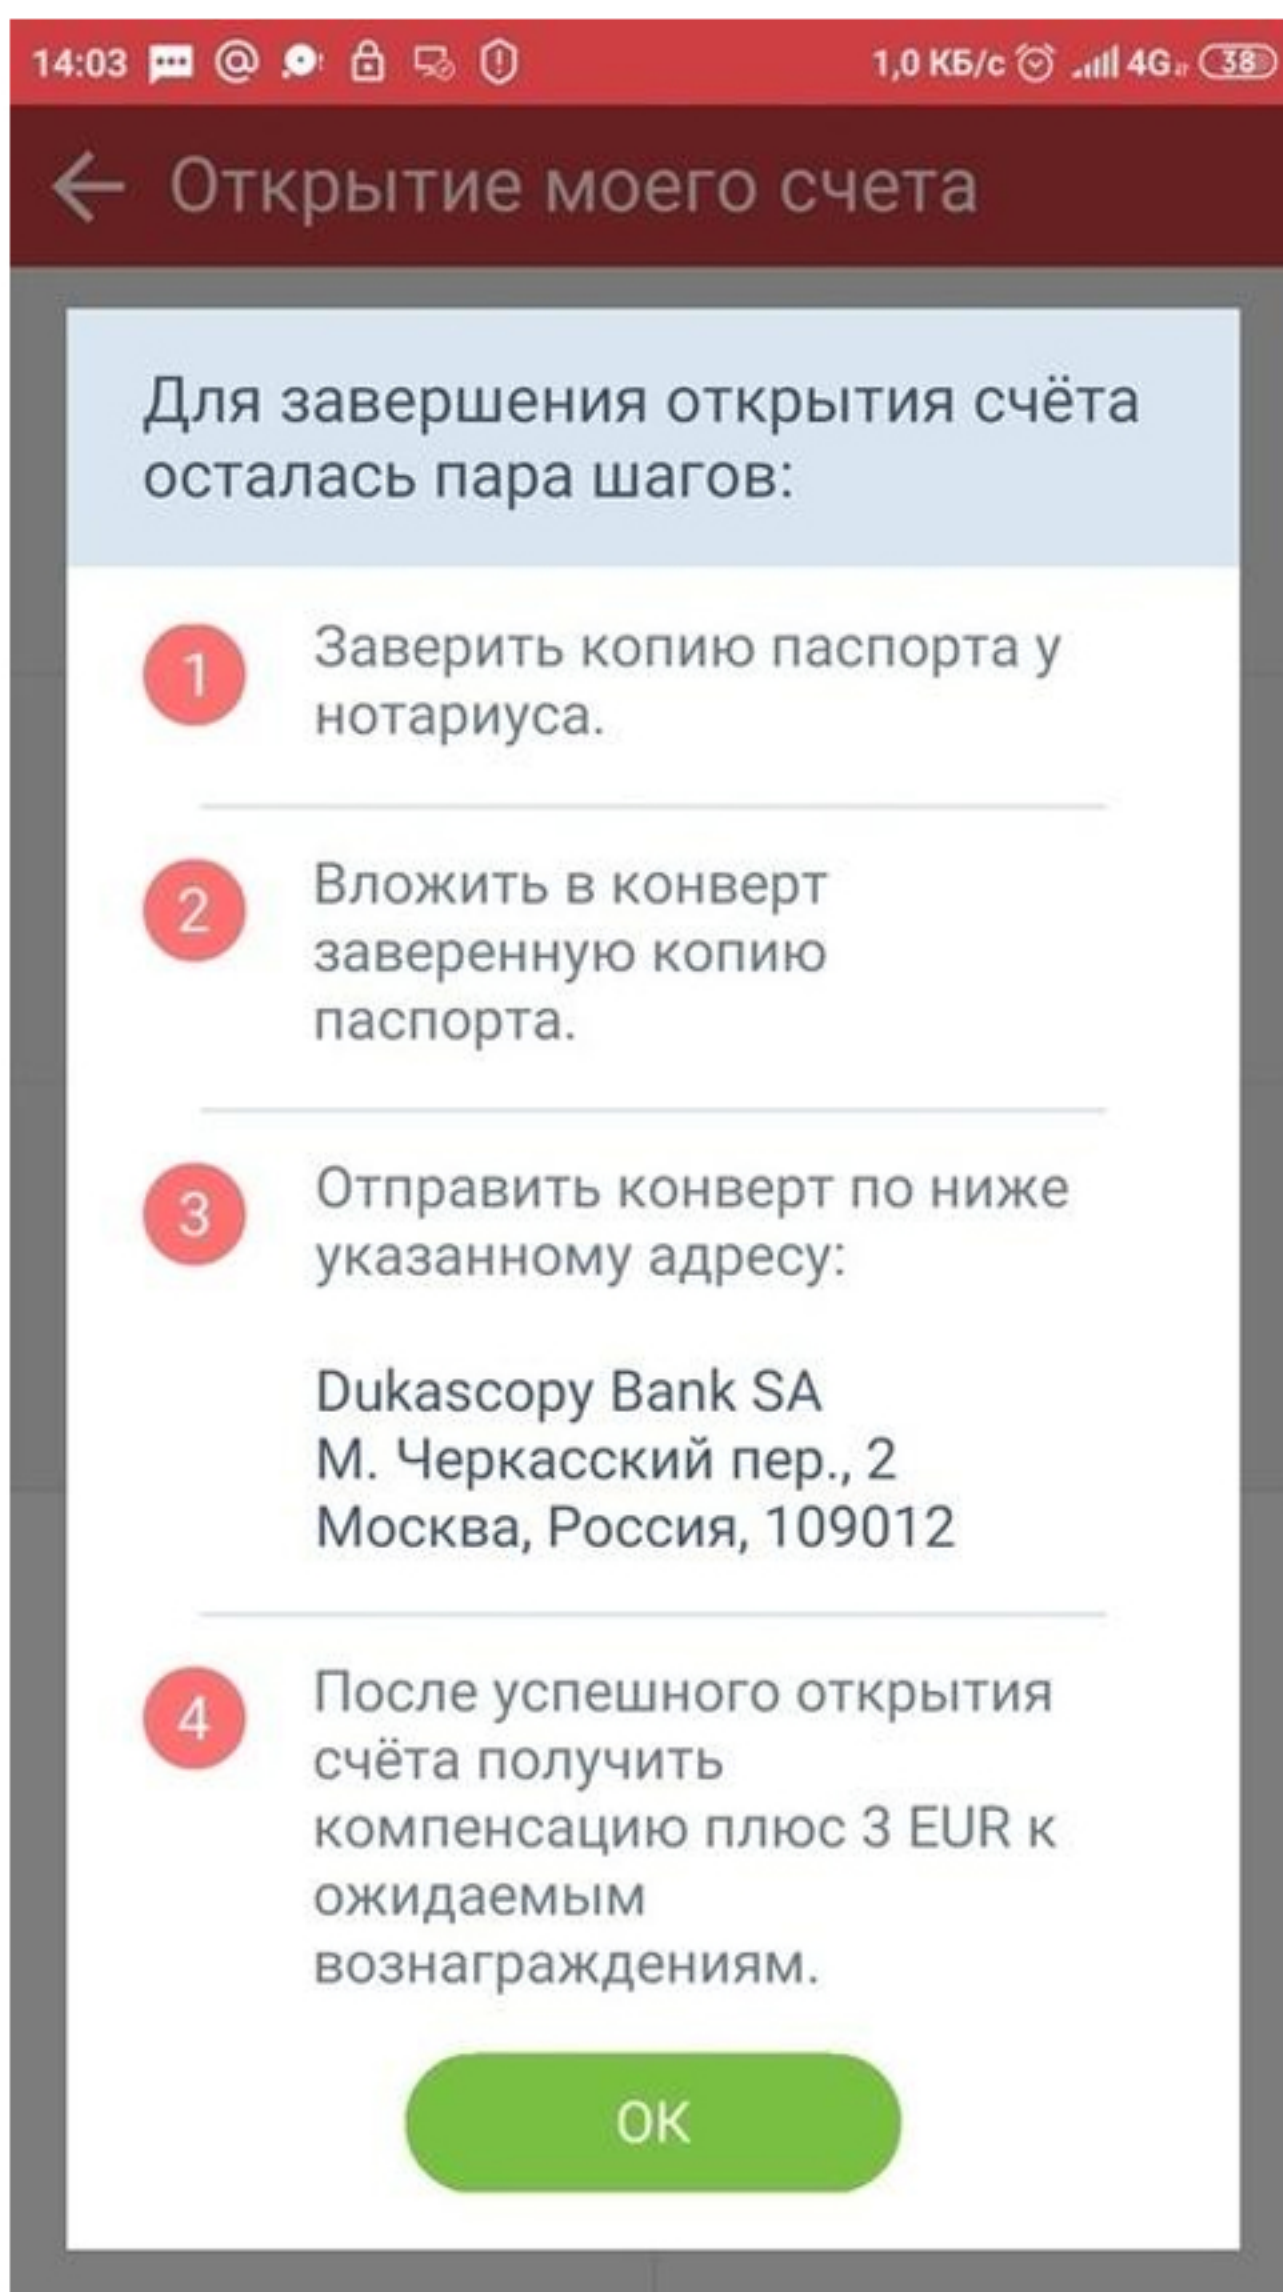 14:03
1,0 КБ/с 4G 38
Открытие моего счета
Для завершения открытия счёта
осталась пара шагов:
1
Заверить копию паспорта у
нотариуса.
2
Вложить в конверт
заверенную копию
паспорта.
3
Отправить конверт по ниже
указанному адресу:
Dukascopy Bank SA
М. Черкасский пер., 2
Москва, Россия, 109012
4
После успешного открытия
счёта получить
компенсацию плюс 3 EUR к
ожидаемым
вознаграждениям.
OK